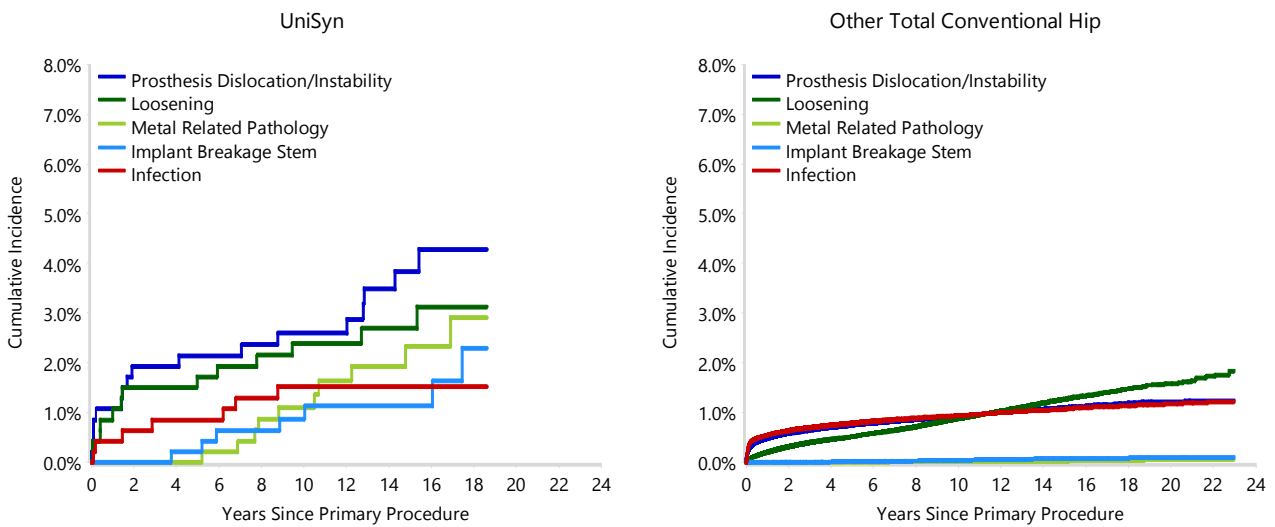 UniSyn
8.0%
7.0%
6.0%
5.0%
4.0%
3.0%
2.0%
1.0%
0.0%
Cumulative Incidence
Prosthesis Dislocation/Instability
Loosening
Metal Related Pathology
Implant Breakage Stem
Infection
0 2 4 6 8 10 12 14 16 18 20 22 24
Years Since Primary Procedure
Other Total Conventional Hip
8.0%
7.0%
6.0%
5.0%
4.0%
3.0%
2.0%
1.0%
0.0%
Cumulative Incidence
Prosthesis Dislocation/Instability
Loosening
Metal Related Pathology
Implant Breakage Stem
Infection
0 2 4 6 8 10 12 14 16 18 20 22 24
Years Since Primary Procedure